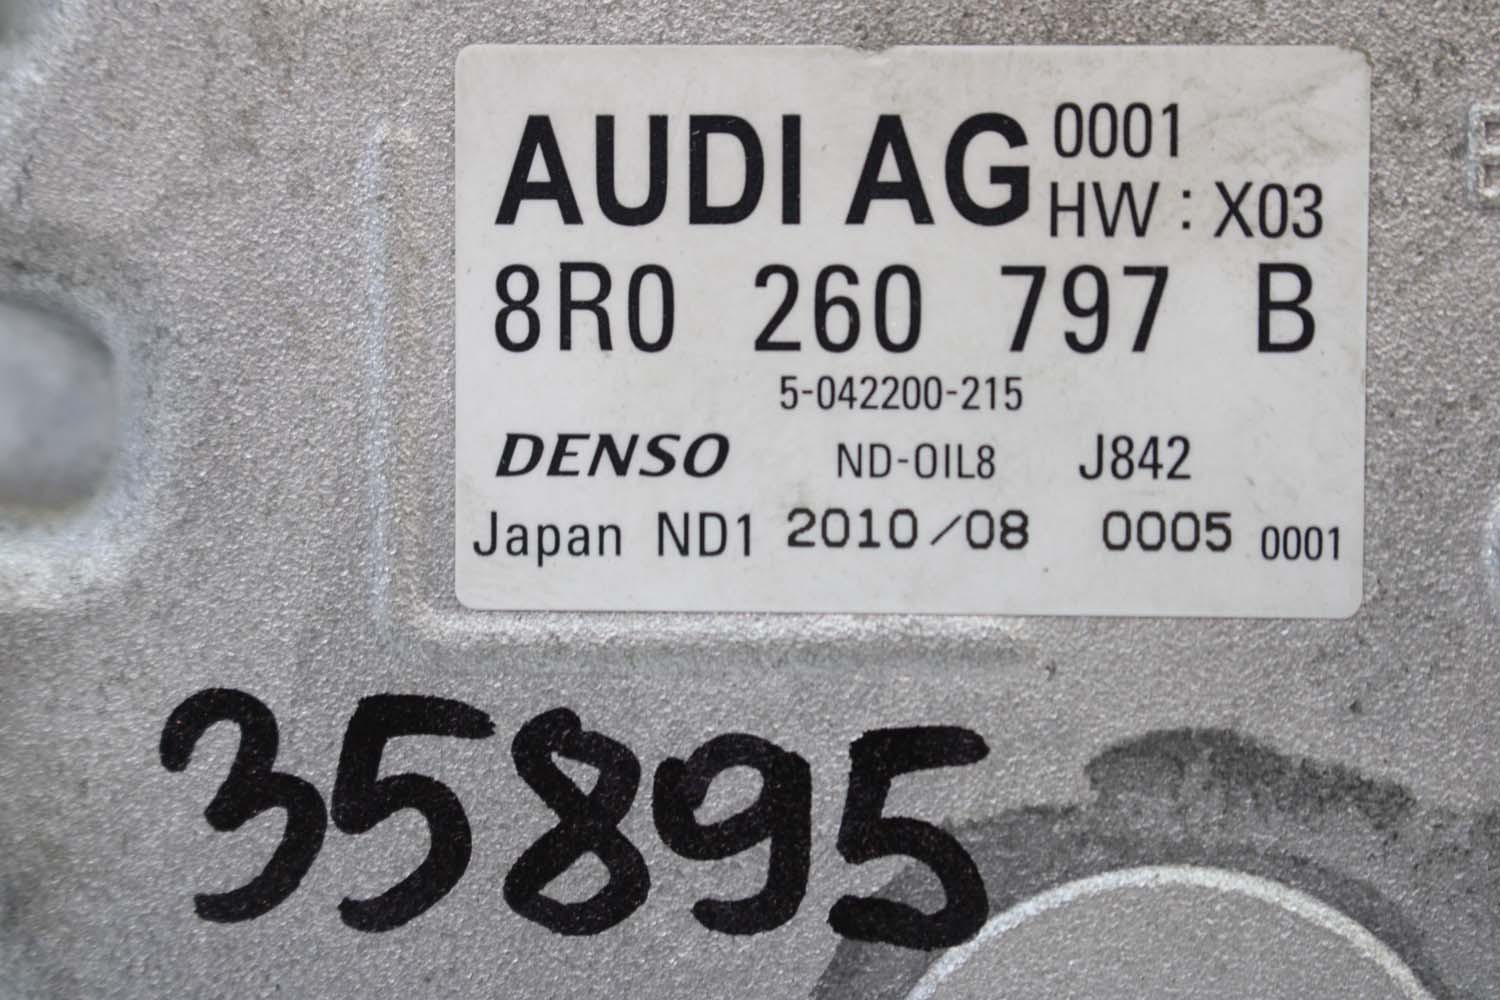 AUDI AG 0001
HW : X03
8R0 260 797 B
5-042200-215
DENSO ND-OIL8 J842
Japan ND1 2010/08 0005 0001
35895